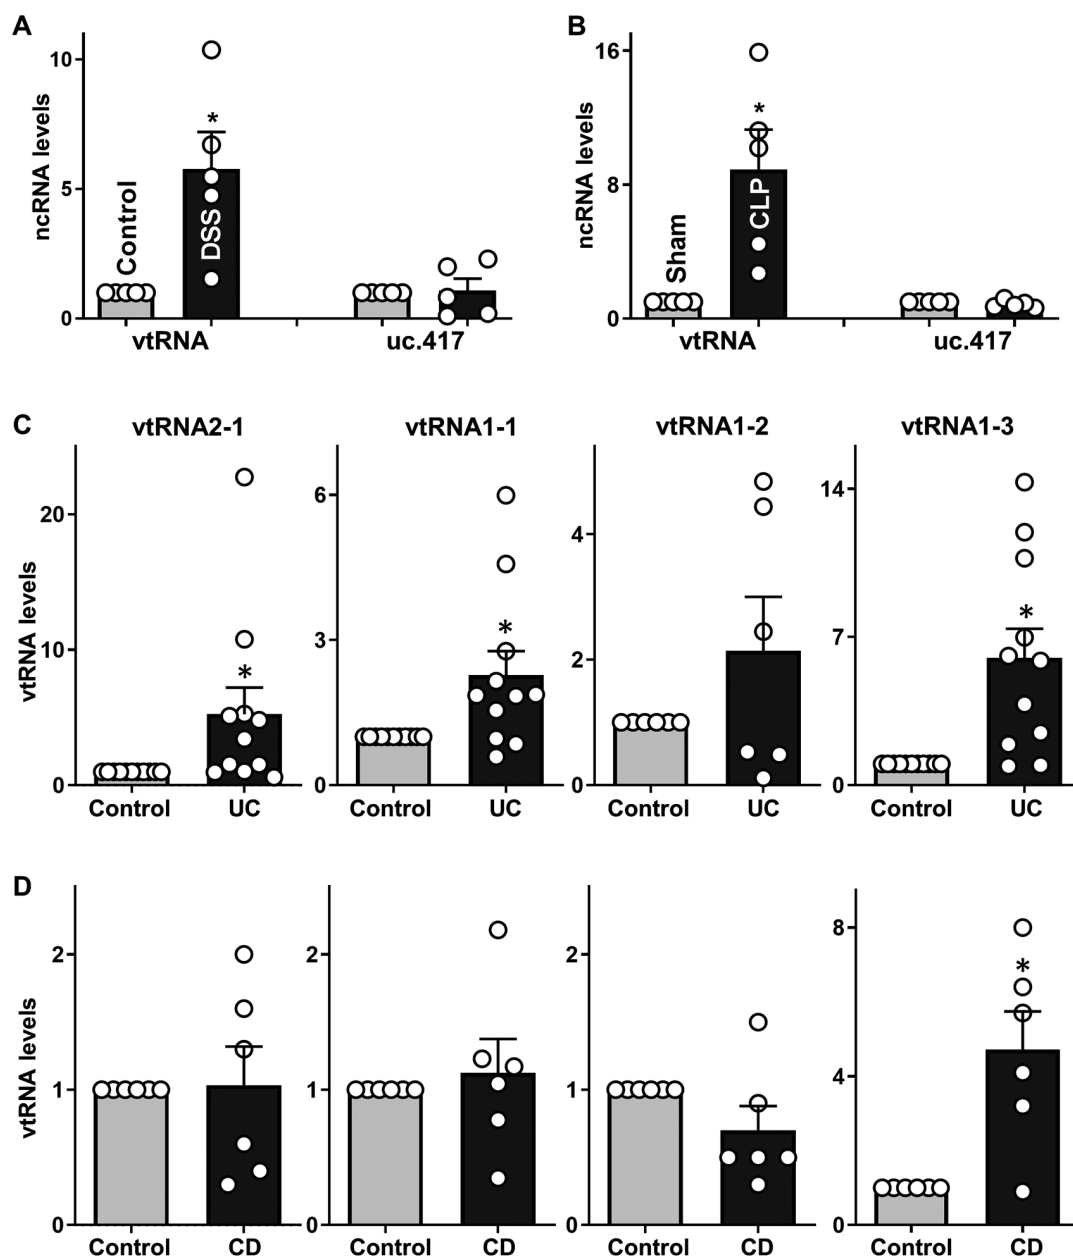 A
B
ncRNA levels
10
5
0
Control
DSS
*
vtRNA
uc.417
ncRNA levels
16
8
0
Sham
CLP
*
vtRNA
uc.417
C
vtRNA2-1
vtRNA1-1
vtRNA1-2
vtRNA1-3
vtRNA levels
20
10
0
*
Control
UC
6
3
0
*
Control
UC
4
2
0
Control
UC
14
7
0
*
Control
UC
D
vtRNA levels
2
1
0
Control
CD
2
1
0
Control
CD
2
1
0
Control
CD
8
4
0
*
Control
CD